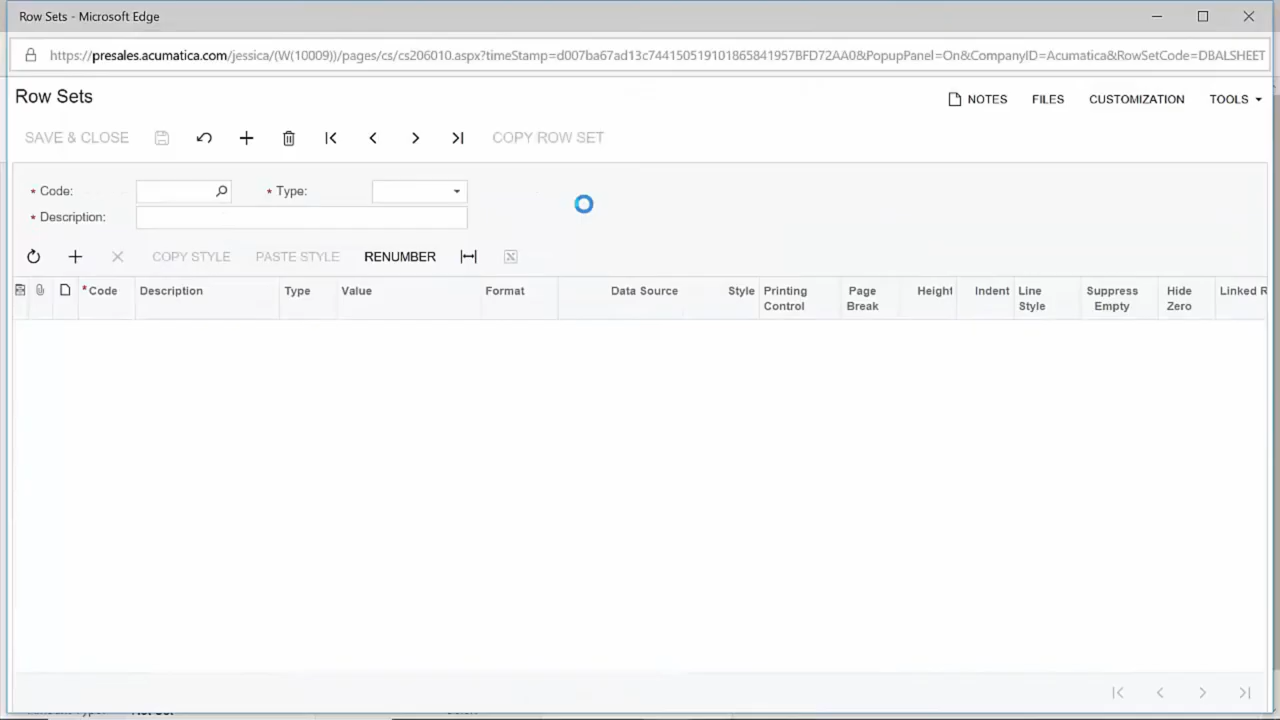 Row Sets - Microsoft Edge
https://presales.acumatica.com/jessica/(W(10009))/pages/cs/cs206010.aspx?timeStamp=d007ba67ad13c74415051910186584195​7BFD72AA0&PopupPanel=On&CompanyID=Acumatica&RowSetCode=DBALSHEET
Row Sets
NOTES FILES CUSTOMIZATION TOOLS
SAVE & CLOSE COPY ROW SET
* Code: * Type:
* Description:
COPY STYLE PASTE STYLE RENUMBER
* Code Description Type Value Format Data Source Style Printing Control Page Break Height Indent Line Style Suppress Empty Hide Zero Linked R